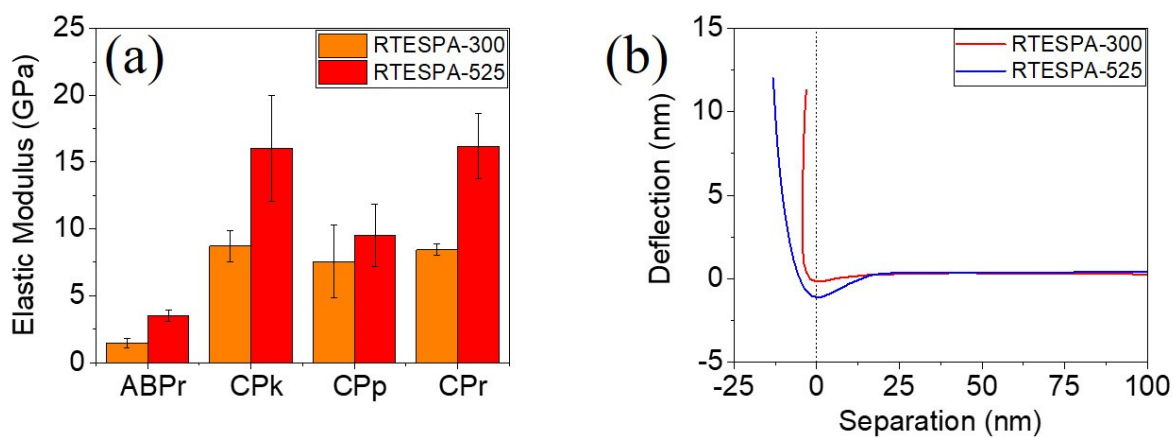 (a)
RTESPA-300
RTESPA-525
Elastic Modulus (GPa)
25
20
15
10
5
0
ABPr CPk CPp CPr
(b)
RTESPA-300
RTESPA-525
Deflection (nm)
15
10
5
0
-5
-25 0 25 50 75 100
Separation (nm)